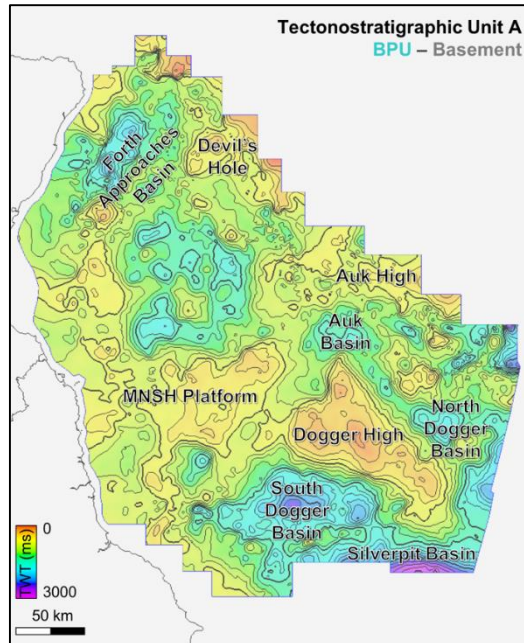 Tectonostratigraphic Unit A
BPU – Basement
Forth
Approaches
Basin
Devil's
Hole
Auk High
Auk
Basin
MNSH Platform
North
Dogger
Basin
Dogger High
South
Dogger
Basin
Silverpit Basin
0
TWT (ms)
3000
50 km